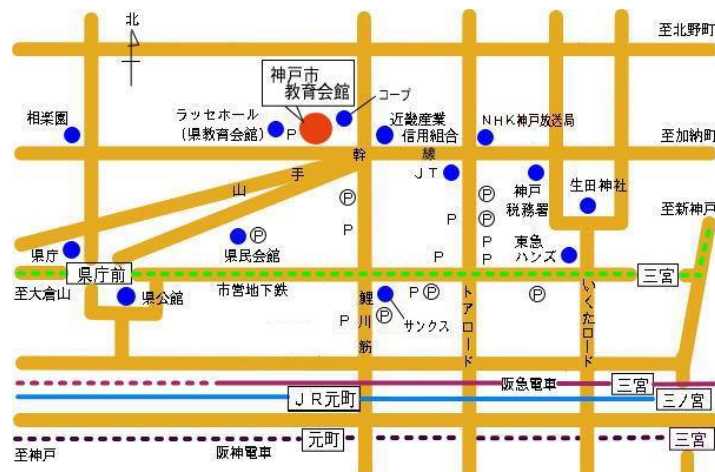 北
至北野町
神戸市
教育会館
コープ
相楽園
ラッセホール
(県教育会館)
P
近畿産業
信用組合
NHK神戸放送局
至加納町
山手幹線
JT
P
神戸
税務署
生田神社
P
P
至新神戸
県庁
県民会館
P
P
P
P
P
P
東急
ハンズ
県庁前
三宮
至大倉山
県公館
市営地下鉄
鯉川筋
P
P
サンクス
P
P
トアロード
P
いくたロード
阪急電車
三宮
JR元町
三ノ宮
元町
三宮
至神戸
阪神電車